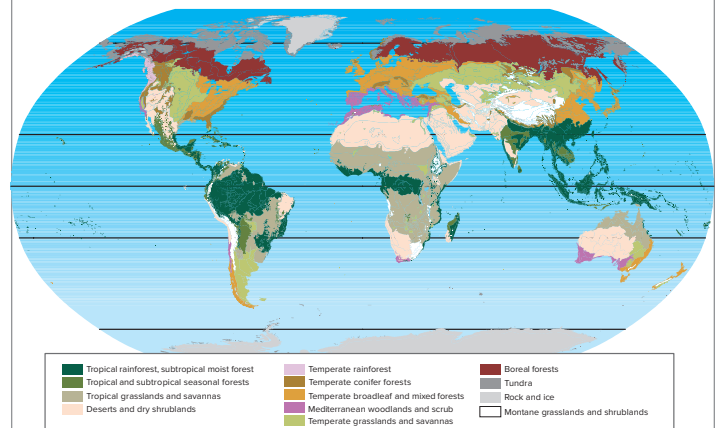 Tropical rainforest, subtropical moist forest
Tropical and subtropical seasonal forests
Tropical grasslands and savannas
Deserts and dry shrublands
Temperate rainforest
Temperate conifer forests
Temperate broadleaf and mixed forests
Mediterranean woodlands and scrub
Temperate grasslands and savannas
Boreal forests
Tundra
Rock and ice
Montane grasslands and shrublands